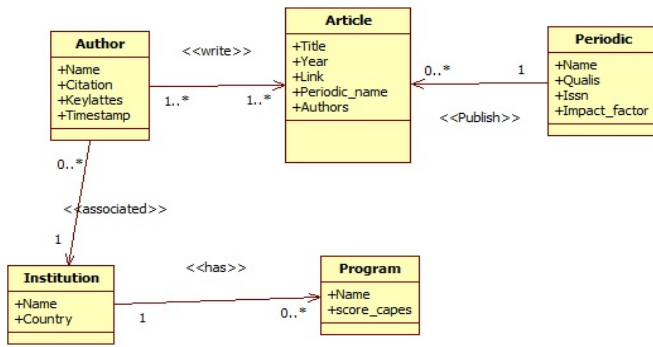 Author
+Name
+Citation
+Keylattes
+Timestamp
<<write>>
1..*
1..*
Article
+Title
+Year
+Link
+Periodic_name
+Authors
0..*
1
<<Publish>>
Periodic
+Name
+Qualis
+Issn
+Impact_factor
0..*
<<associated>>
1
Institution
+Name
+Country
<<has>>
1
0..*
Program
+Name
+score_capes